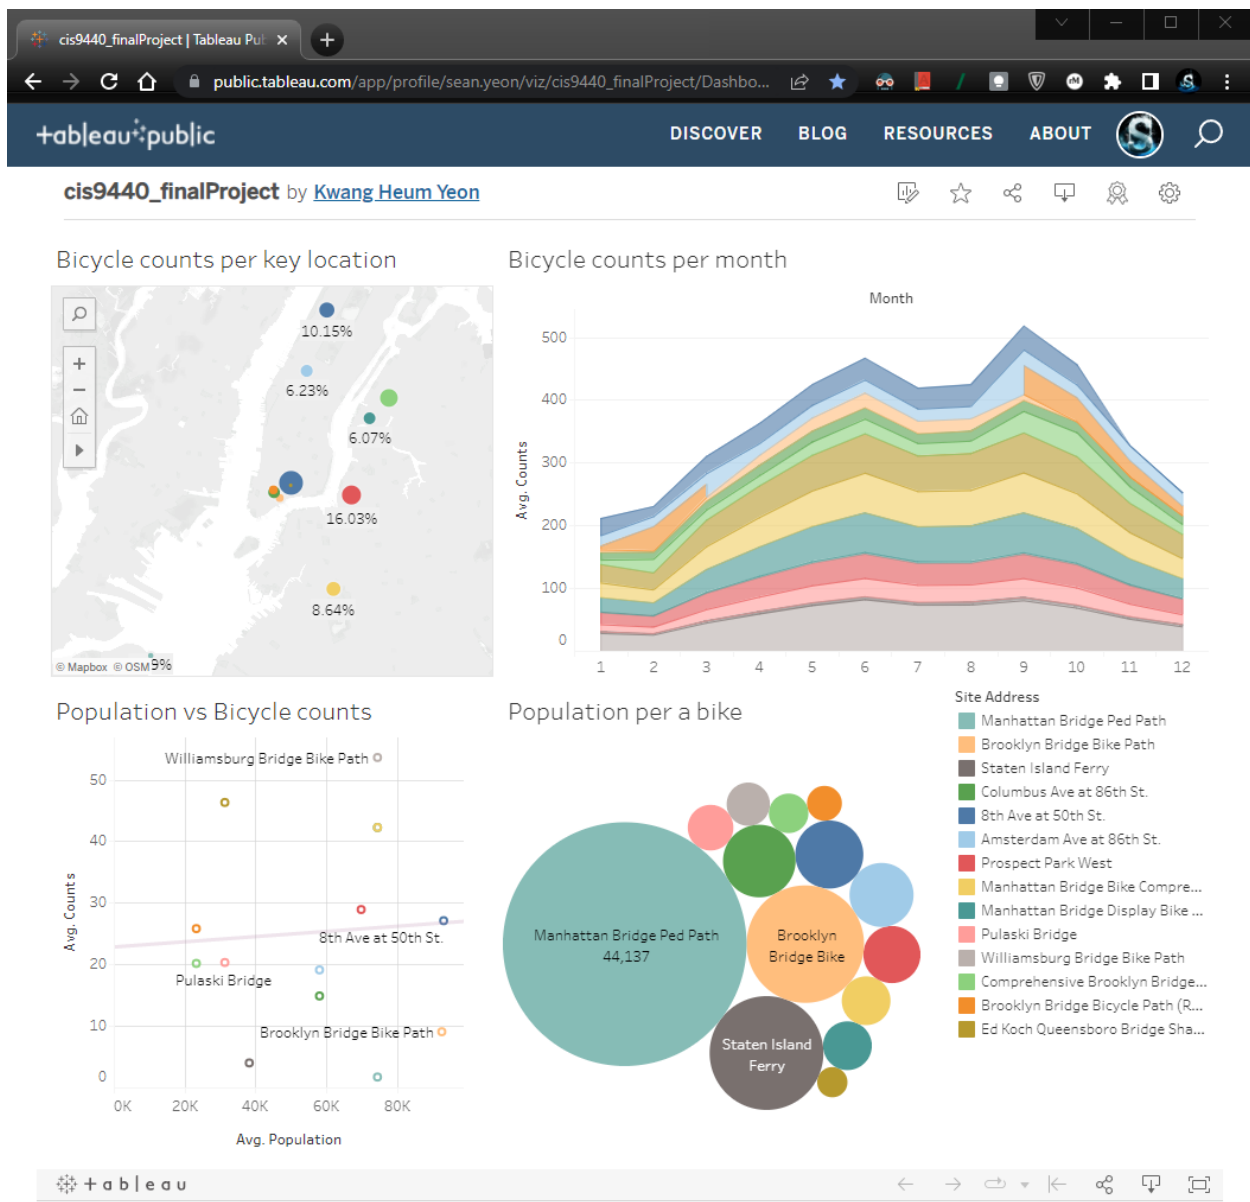 cis9440_finalProject | Tableau Pub
public.tableau.com/app/profile/sean.yeon/viz/cis9440_finalProject/Dashbo...
+ableau public
DISCOVER BLOG RESOURCES ABOUT
cis9440_finalProject by Kwang Heum Yeon
Bicycle counts per key location
10.15%
6.23%
6.07%
16.03%
8.64%
9%
© Mapbox © OSM
Bicycle counts per month
Month
Avg. Counts
500
400
300
200
100
0
1 2 3 4 5 6 7 8 9 10 11 12
Population vs Bicycle counts
Avg. Counts
50
40
30
20
10
0
Williamsburg Bridge Bike Path
8th Ave at 50th St.
Pulaski Bridge
Brooklyn Bridge Bike Path
0K 20K 40K 60K 80K
Avg. Population
Population per a bike
Manhattan Bridge Ped Path
44,137
Brooklyn
Bridge Bike
Staten Island
Ferry
Site Address
Manhattan Bridge Ped Path
Brooklyn Bridge Bike Path
Staten Island Ferry
Columbus Ave at 86th St.
8th Ave at 50th St.
Amsterdam Ave at 86th St.
Prospect Park West
Manhattan Bridge Bike Compre...
Manhattan Bridge Display Bike ...
Pulaski Bridge
Williamsburg Bridge Bike Path
Comprehensive Brooklyn Bridge...
Brooklyn Bridge Bicycle Path (R...
Ed Koch Queensboro Bridge Sha...
+ableau